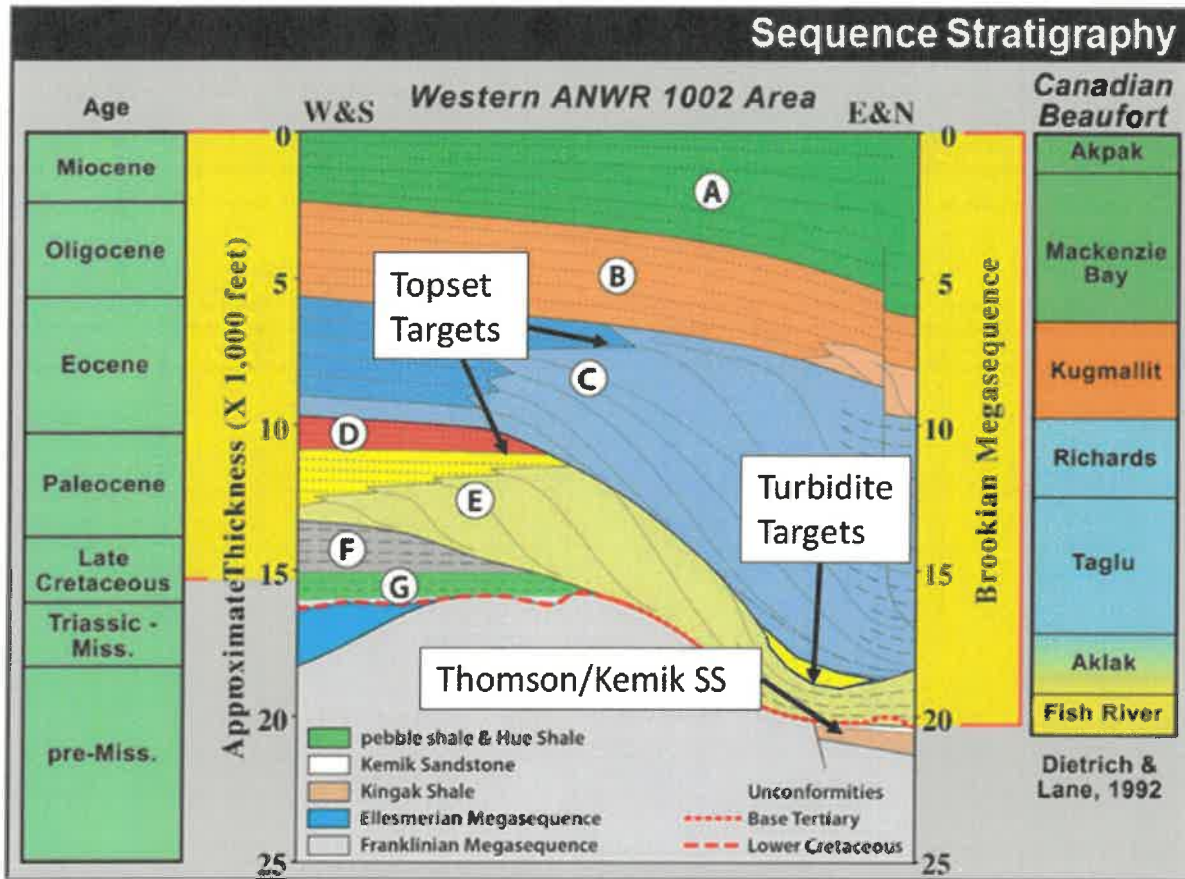 Sequence Stratigraphy
Age
W&S
Western ANWR 1002 Area
E&N
Canadian
Beaufort
Miocene
Oligocene
Eocene
Paleocene
Late
Cretaceous
Triassic -
Miss.
pre-Miss.
ApproximateThickness (X 1,000 feet)
0
5
10
15
20
25
A
B
Topset
Targets
C
D
E
Turbidite
Targets
F
G
Thomson/Kemik SS
pebble shale & Hue Shale
Kemik Sandstone
Kingak Shale
Ellesmerian Megasequence
Franklinian Megasequence
Unconformities
Base Tertiary
Lower Cretaceous
0
5
10
15
20
25
Brookian Megasequence
Akpak
Mackenzie
Bay
Kugmallit
Richards
Taglu
Aklak
Fish River
Dietrich &
Lane, 1992